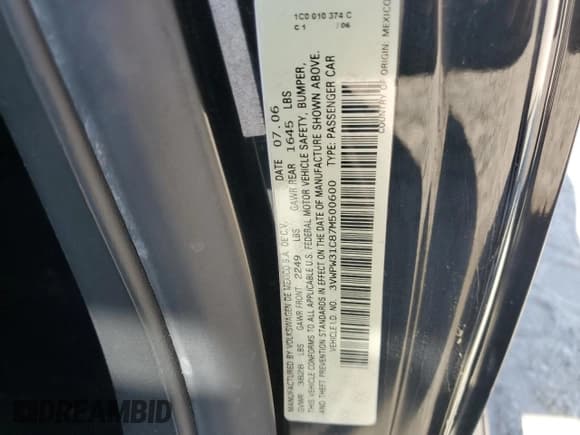 1C0 010 374 C
C 1 / 06
MANUFACTURED BY VOLKSWAGEN DE MEXICO S.A. DE C.V. DATE 07.06
GVWR 3828 LBS GAWR FRONT 2249 LBS GAWR REAR 1645 LBS
THIS VEHICLE CONFORMS TO ALL APPLICABLE U.S. FEDERAL MOTOR VEHICLE SAFETY, BUMPER,
AND THEFT PREVENTION STANDARDS IN EFFECT ON THE DATE OF MANUFACTURE SHOWN ABOVE.
VEHICLE I.D. NO. 3VWPW31C87M500600 TYPE: PASSENGER CAR
COUNTRY OF ORIGIN: MEXICO
DREAMBID